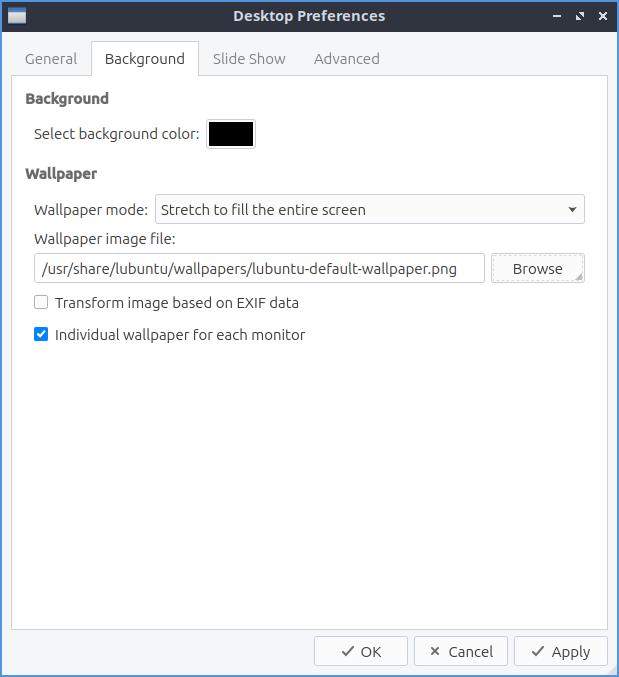 Desktop Preferences
General Background Slide Show Advanced
Background
Select background color:
Wallpaper
Wallpaper mode: Stretch to fill the entire screen
Wallpaper image file:
/usr/share/lubuntu/wallpapers/lubuntu-default-wallpaper.png Browse
Transform image based on EXIF data
Individual wallpaper for each monitor
OK Cancel Apply